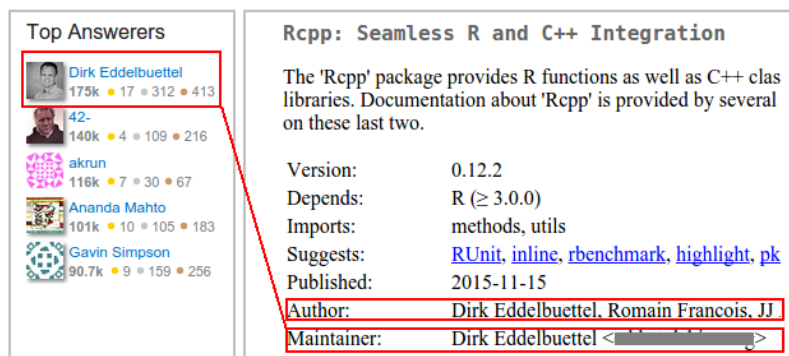 Top Answerers
Dirk Eddelbuettel
175k 17 312 413
42-
140k 4 109 216
akrun
116k 7 30 67
Ananda Mahto
101k 10 105 183
Gavin Simpson
90.7k 9 159 256
Rcpp: Seamless R and C++ Integration
The 'Rcpp' package provides R functions as well as C++ clas
libraries. Documentation about 'Rcpp' is provided by several
on these last two.
Version: 0.12.2
Depends: R (≥ 3.0.0)
Imports: methods, utils
Suggests: RUnit, inline, rbenchmark, highlight, pk
Published: 2015-11-15
Author: Dirk Eddelbuettel, Romain Francois, JJ
Maintainer: Dirk Eddelbuettel < >